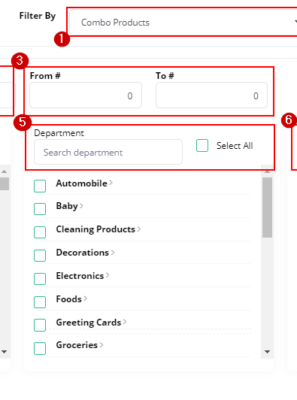 Filter By
Combo Products
1
3
From #
To #
0
0
5
Department
Search department
Select All
6
Automobile >
Baby >
Cleaning Products >
Decorations >
Electronics >
Foods >
Greeting Cards >
Groceries >